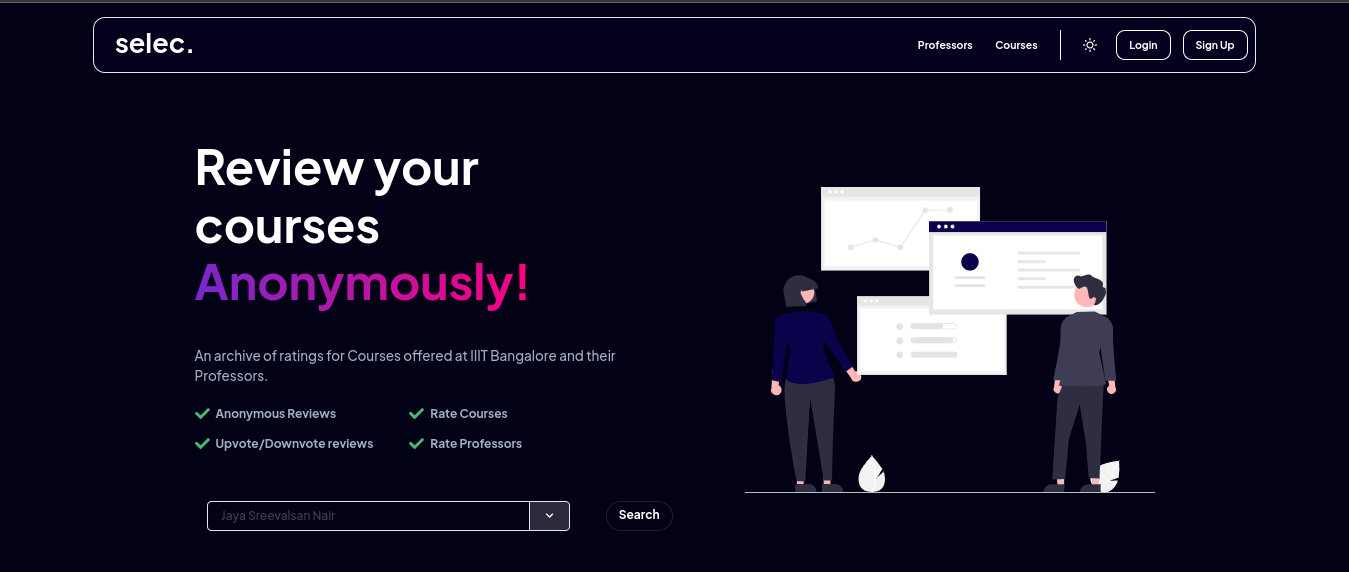 selec.
Professors
Courses
Login
Sign Up
Review your
courses
Anonymously!
An archive of ratings for Courses offered at IIIT Bangalore and their
Professors.
Anonymous Reviews
Rate Courses
Upvote/Downvote reviews
Rate Professors
Jaya Sreevalsan Nair
Search